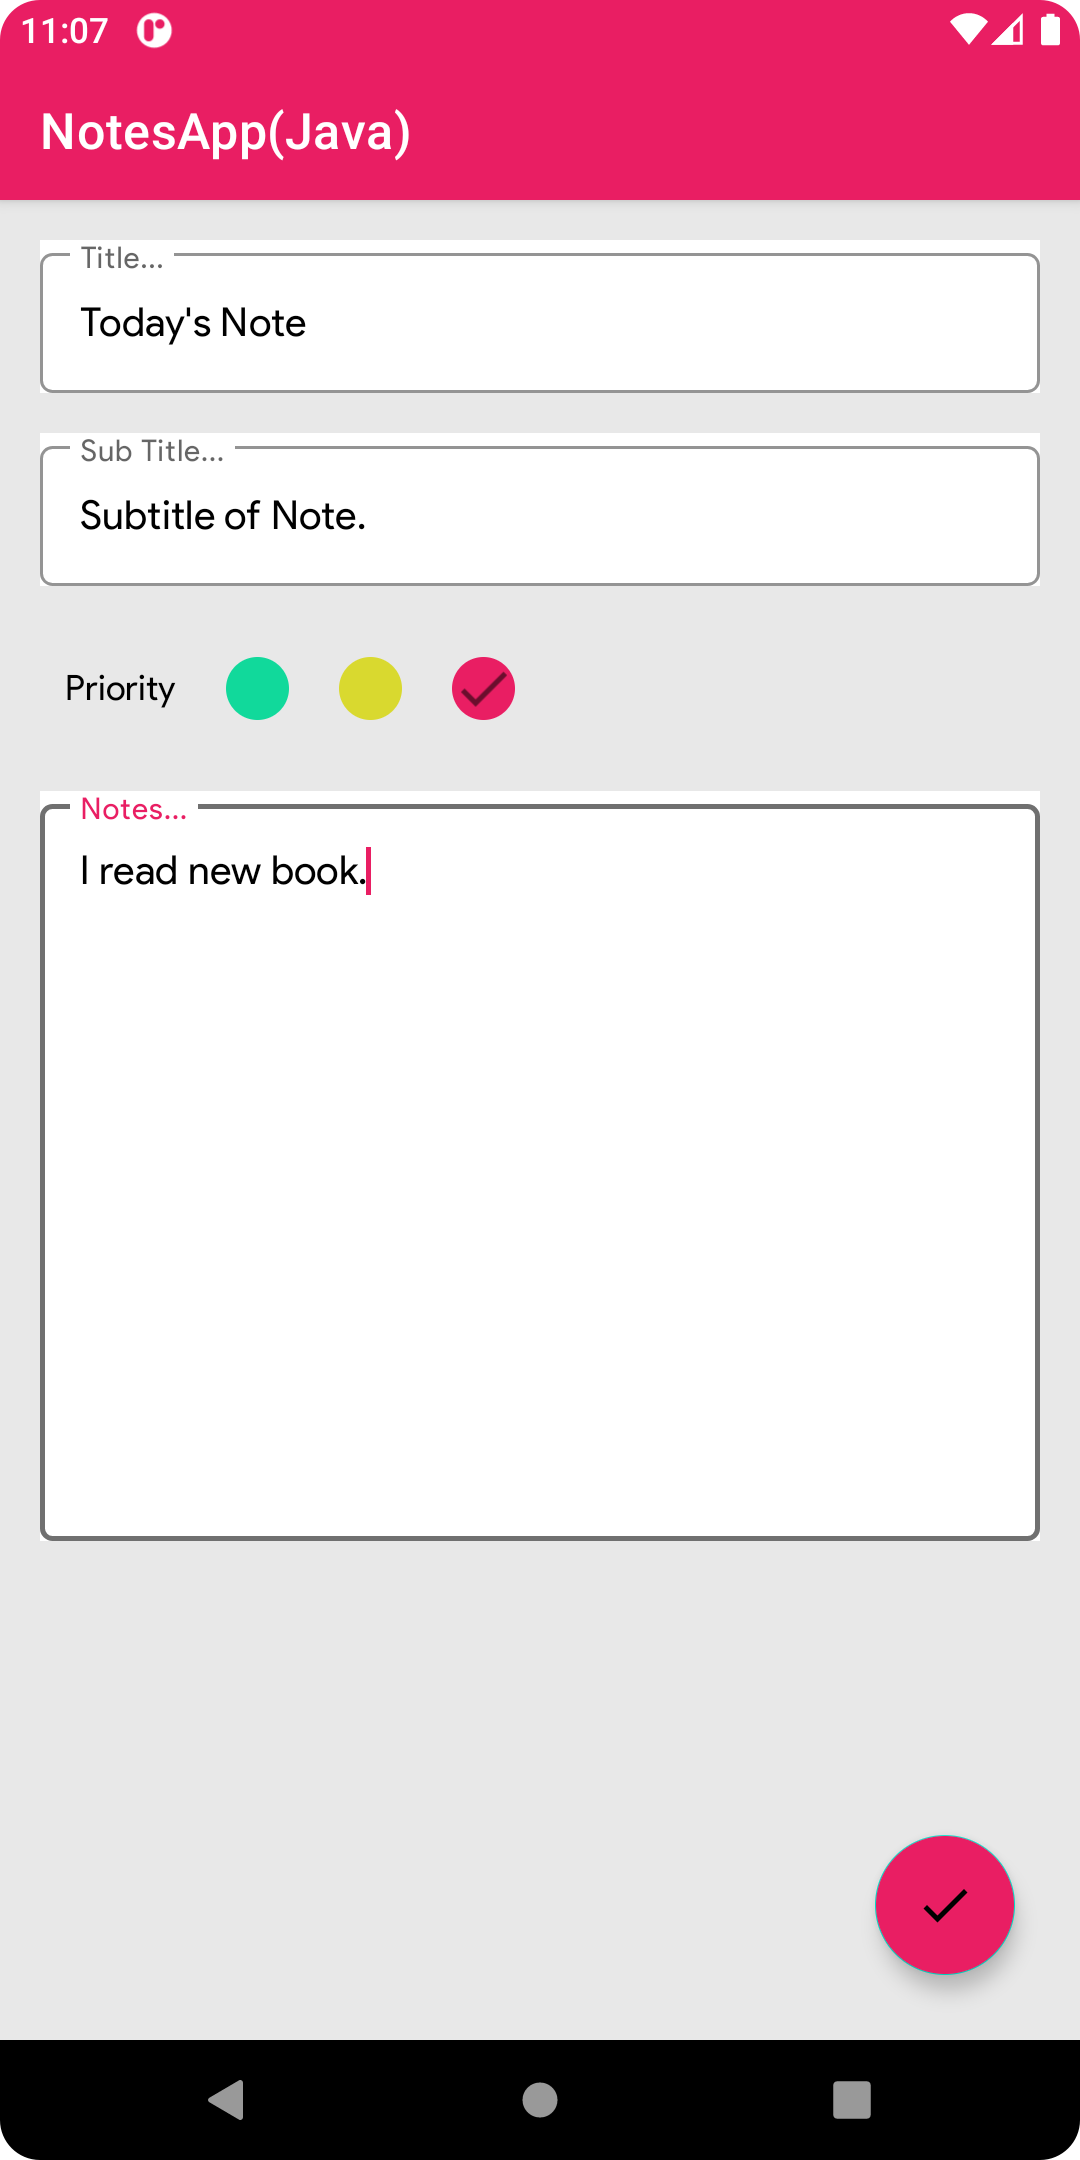 11:07
NotesApp(Java)
Title...
Today's Note
Sub Title...
Subtitle of Note.
Priority
Notes...
I read new book.